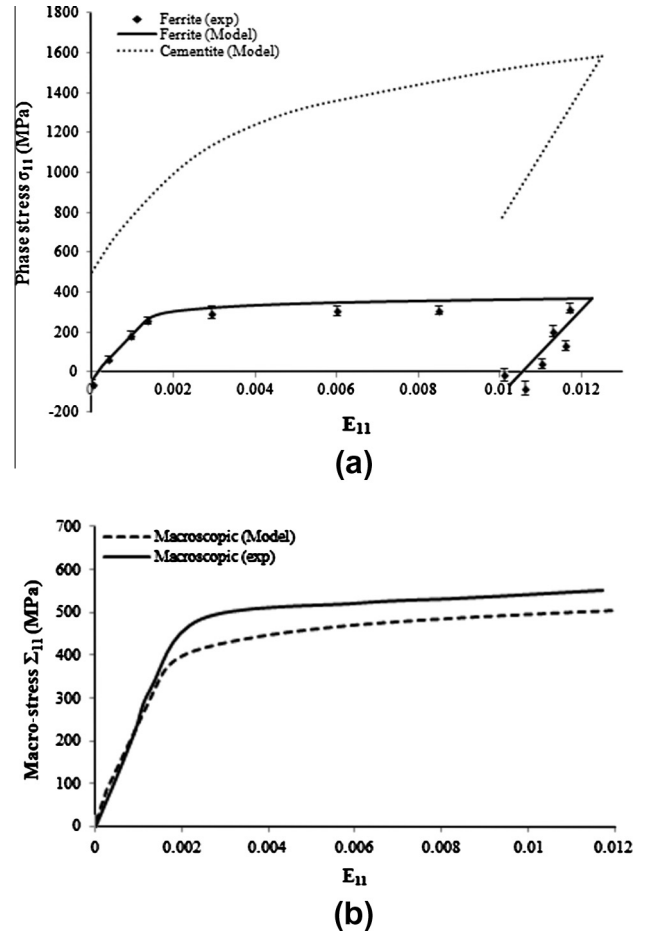 Ferrite (exp)
Ferrite (Model)
Cementite (Model)
Phase stress σ11 (MPa)
1800
1600
1400
1200
1000
800
600
400
200
0
-200
0 0.002 0.004 0.006 0.008 0.01 0.012
E11
(a)
Macroscopic (Model)
Macroscopic (exp)
Macro-stress Σ11 (MPa)
700
600
500
400
300
200
100
0
0 0.002 0.004 0.006 0.008 0.01 0.012
E11
(b)